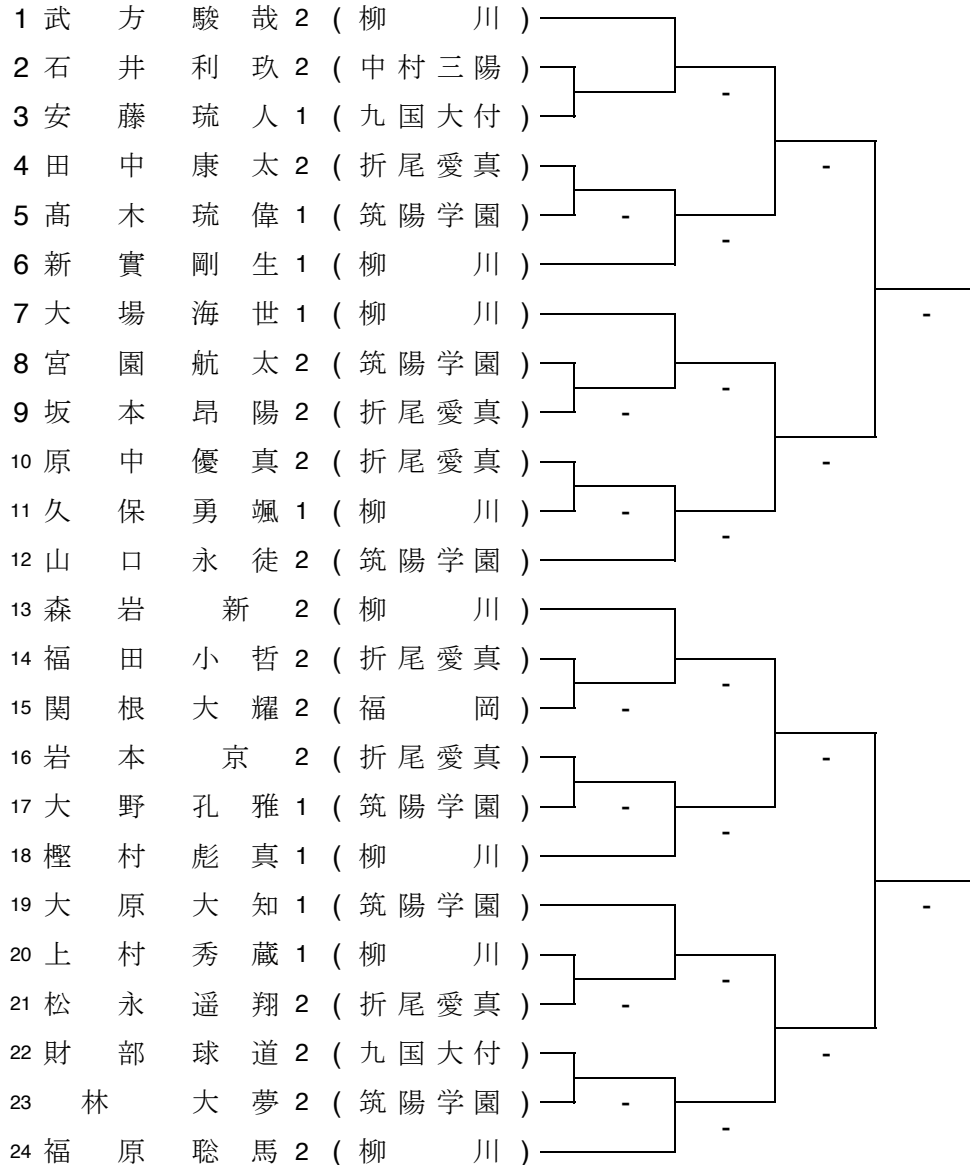 1 武方駿哉 2 (柳川)
2 石井利玖 2 (中村三陽)
-
3 安藤琉人 1 (九国大付)
4 田中康太 2 (折尾愛真)
-
5 髙木琉偉 1 (筑陽学園) -
-
6 新實剛生 1 (柳川)
7 大場海世 1 (柳川)
-
8 宮園航太 2 (筑陽学園)
-
9 坂本昂陽 2 (折尾愛真) -
10 原中優真 2 (折尾愛真)
-
11 久保勇颯 1 (柳川) -
-
12 山口永徒 2 (筑陽学園)
13 森岩新 2 (柳川)
14 福田小哲 2 (折尾愛真)
-
15 関根大耀 2 (福岡) -
16 岩本京 2 (折尾愛真)
-
17 大野孔雅 1 (筑陽学園) -
-
18 樫村彪真 1 (柳川)
19 大原大知 1 (筑陽学園)
-
20 上村秀蔵 1 (柳川)
-
21 松永遥翔 2 (折尾愛真) -
22 財部球道 2 (九国大付)
-
23 林大夢 2 (筑陽学園) -
-
24 福原聡馬 2 (柳川)